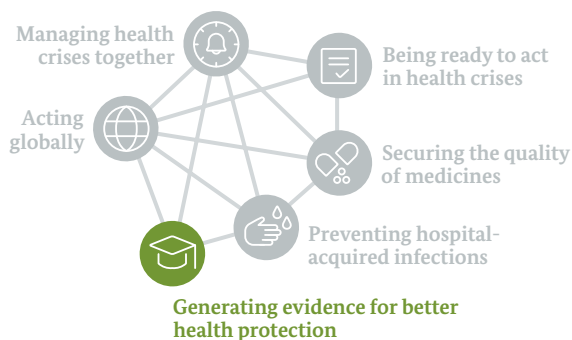 Managing health
crises together
Being ready to act
in health crises
Acting
globally
Securing the quality
of medicines
Preventing hospital-
acquired infections
Generating evidence for better
health protection